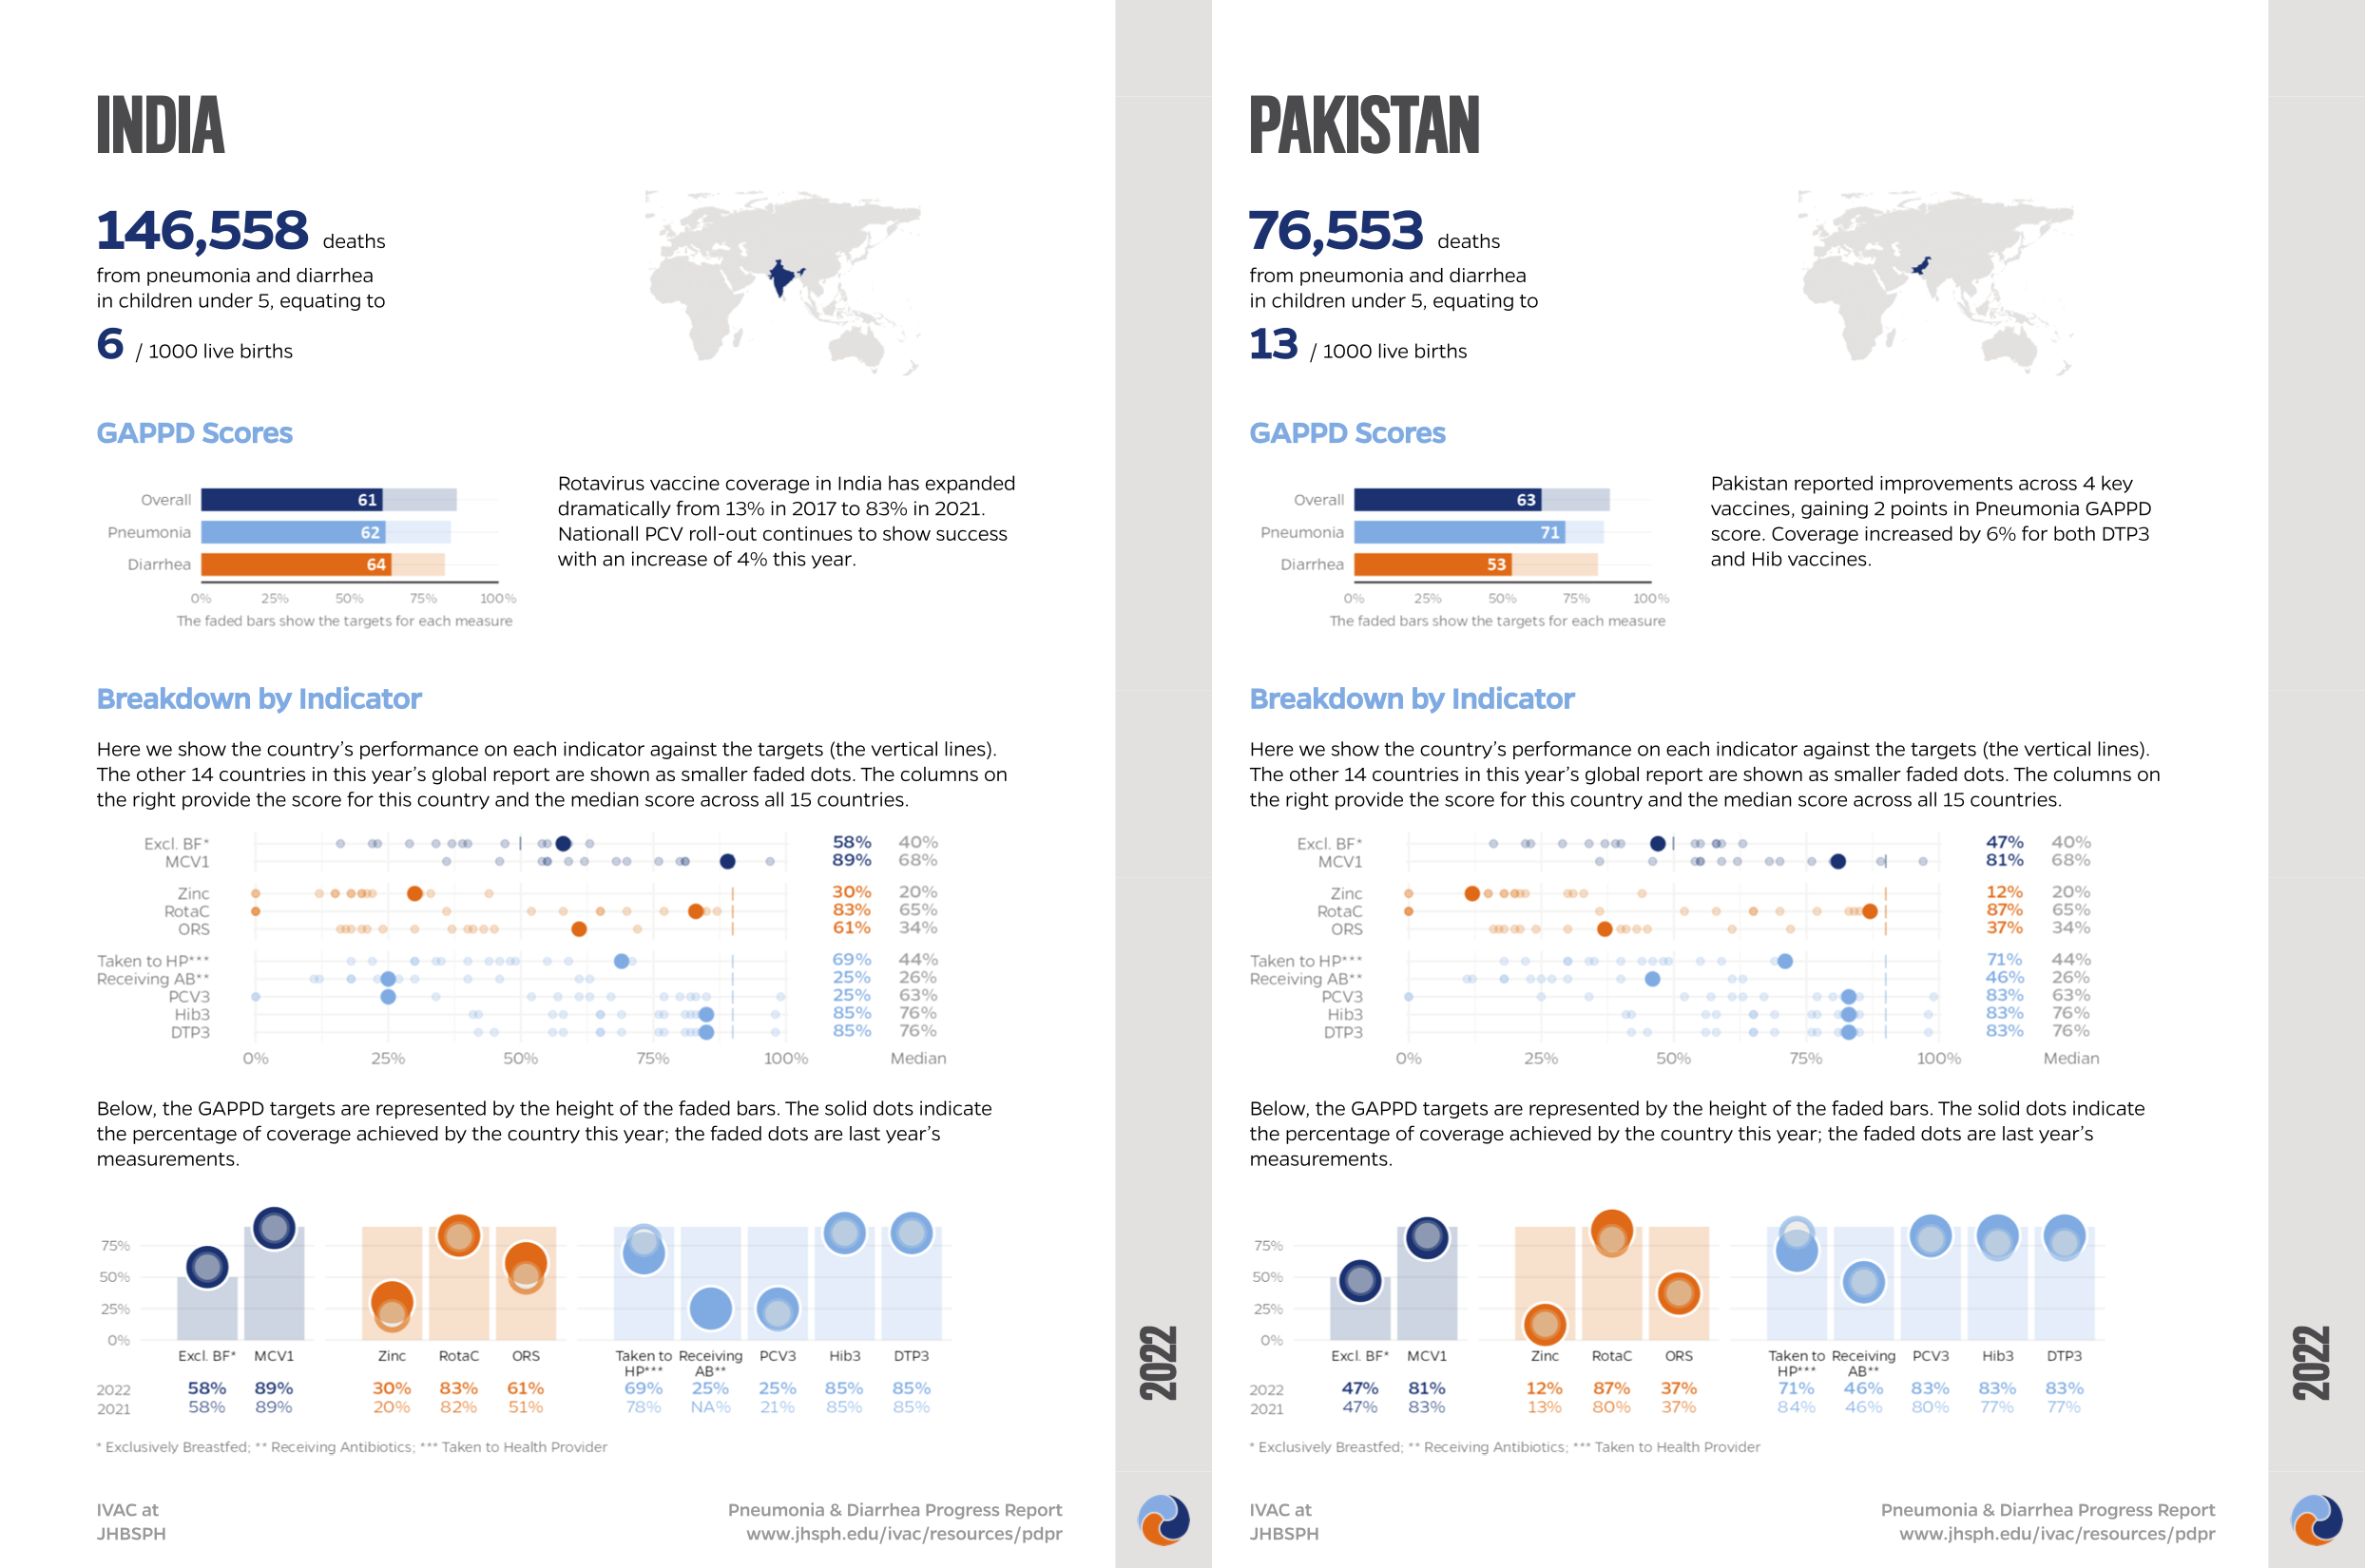 INDIA
146,558 deaths
from pneumonia and diarrhea
in children under 5, equating to
6 / 1000 live births
GAPPD Scores
Overall 61
Pneumonia 62
Diarrhea 64
0% 25% 50% 75% 100%
The faded bars show the targets for each measure
Rotavirus vaccine coverage in India has expanded
dramatically from 13% in 2017 to 83% in 2021.
Nationall PCV roll-out continues to show success
with an increase of 4% this year.
Breakdown by Indicator
Here we show the country's performance on each indicator against the targets (the vertical lines).
The other 14 countries in this year's global report are shown as smaller faded dots. The columns on
the right provide the score for this country and the median score across all 15 countries.
Excl. BF* 58% 40%
MCV1 89% 68%
Zinc 30% 20%
RotaC 83% 65%
ORS 61% 34%
Taken to HP*** 69% 44%
Receiving AB** 25% 26%
PCV3 25% 63%
Hib3 85% 76%
DTP3 85% 76%
0% 25% 50% 75% 100% Median
Below, the GAPPD targets are represented by the height of the faded bars. The solid dots indicate
the percentage of coverage achieved by the country this year; the faded dots are last year's
measurements.
75%
50%
25%
0%
Excl. BF* MCV1 Zinc RotaC ORS Taken to Receiving PCV3 Hib3 DTP3
HP*** AB**
2022 58% 89% 30% 83% 61% 69% 25% 25% 85% 85%
2021 58% 89% 20% 82% 51% 78% NA% 21% 85% 85%
* Exclusively Breastfed; ** Receiving Antibiotics; *** Taken to Health Provider
IVAC at
JHBSPH
Pneumonia & Diarrhea Progress Report
www.jhsph.edu/ivac/resources/pdpr
2022
PAKISTAN
76,553 deaths
from pneumonia and diarrhea
in children under 5, equating to
13 / 1000 live births
GAPPD Scores
Overall 63
Pneumonia 71
Diarrhea 53
0% 25% 50% 75% 100%
The faded bars show the targets for each measure
Pakistan reported improvements across 4 key
vaccines, gaining 2 points in Pneumonia GAPPD
score. Coverage increased by 6% for both DTP3
and Hib vaccines.
Breakdown by Indicator
Here we show the country's performance on each indicator against the targets (the vertical lines).
The other 14 countries in this year's global report are shown as smaller faded dots. The columns on
the right provide the score for this country and the median score across all 15 countries.
Excl. BF* 47% 40%
MCV1 81% 68%
Zinc 12% 20%
RotaC 87% 65%
ORS 37% 34%
Taken to HP*** 71% 44%
Receiving AB** 46% 26%
PCV3 83% 63%
Hib3 83% 76%
DTP3 83% 76%
0% 25% 50% 75% 100% Median
Below, the GAPPD targets are represented by the height of the faded bars. The solid dots indicate
the percentage of coverage achieved by the country this year; the faded dots are last year's
measurements.
75%
50%
25%
0%
Excl. BF* MCV1 Zinc RotaC ORS Taken to Receiving PCV3 Hib3 DTP3
HP*** AB**
2022 47% 81% 12% 87% 37% 71% 46% 83% 83% 83%
2021 47% 83% 13% 80% 37% 84% 46% 80% 77% 77%
* Exclusively Breastfed; ** Receiving Antibiotics; *** Taken to Health Provider
IVAC at
JHBSPH
Pneumonia & Diarrhea Progress Report
www.jhsph.edu/ivac/resources/pdpr
2022